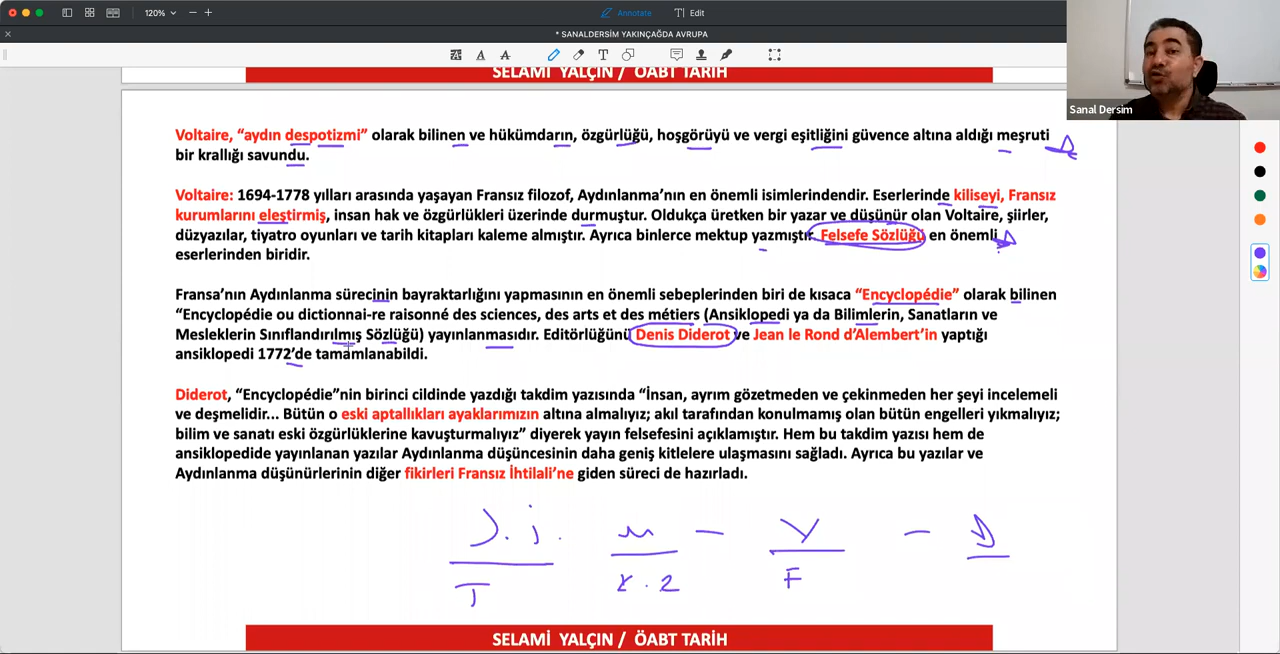 120%
Annotate
Edit
* SANALDERSİM YAKINÇAĞDA AVRUPA
SELAMİ YALÇIN / ÖABT TARİH
Sanal Dersim
Voltaire, “aydın despotizmi” olarak bilinen ve hükümdarın, özgürlüğü, hoşgörüyü ve vergi eşitliğini güvence altına aldığı meşruti
bir krallığı savundu.
Voltaire: 1694-1778 yılları arasında yaşayan Fransız filozof, Aydınlanma’nın en önemli isimlerindendir. Eserlerinde kiliseyi, Fransız
kurumlarını eleştirmiş, insan hak ve özgürlükleri üzerinde durmuştur. Oldukça üretken bir yazar ve düşünür olan Voltaire, şiirler,
düzyazılar, tiyatro oyunları ve tarih kitapları kaleme almıştır. Ayrıca binlerce mektup yazmıştır. Felsefe Sözlüğü en önemli
eserlerinden biridir.
Fransa’nın Aydınlanma sürecinin bayraktarlığını yapmasının en önemli sebeplerinden biri de kısaca “Encyclopédie” olarak bilinen
“Encyclopédie ou dictionnai-re raisonné des sciences, des arts et des métiers (Ansiklopedi ya da Bilimlerin, Sanatların ve
Mesleklerin Sınıflandırılmış Sözlüğü) yayınlanmasıdır. Editörlüğünü Denis Diderot ve Jean le Rond d’Alembert’in yaptığı
ansiklopedi 1772’de tamamlanabildi.
Diderot, “Encyclopédie”nin birinci cildinde yazdığı takdim yazısında “İnsan, ayrım gözetmeden ve çekinmeden her şeyi incelemeli
ve deşmelidir... Bütün o eski aptallıkları ayaklarımızın altına almalıyız; akıl tarafından konulmamış olan bütün engelleri yıkmalıyız;
bilim ve sanatı eski özgürlüklerine kavuşturmalıyız” diyerek yayın felsefesini açıklamıştır. Hem bu takdim yazısı hem de
ansiklopedide yayınlanan yazılar Aydınlanma düşüncesinin daha geniş kitlelere ulaşmasını sağladı. Ayrıca bu yazılar ve
Aydınlanma düşünürlerinin diğer fikirleri Fransız İhtilali’ne giden süreci de hazırladı.
SELAMİ YALÇIN / ÖABT TARİH